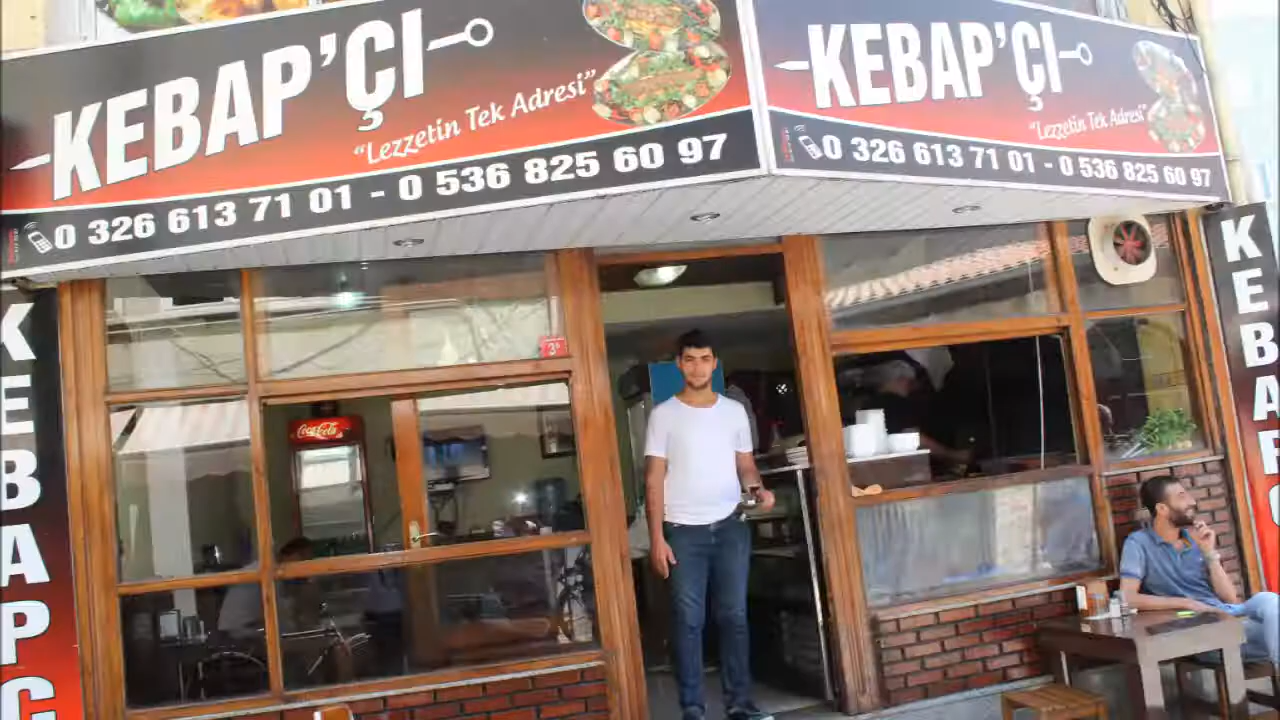 KEBAP'ÇI
"Lezzetin Tek Adresi"
0 326 613 71 01 - 0 536 825 60 97
KEBAP'ÇI
"Lezzetin Tek Adresi"
0 326 613 71 01 - 0 536 825 60 97
KEBAPÇ
KEBAPÇ
Coca-Cola